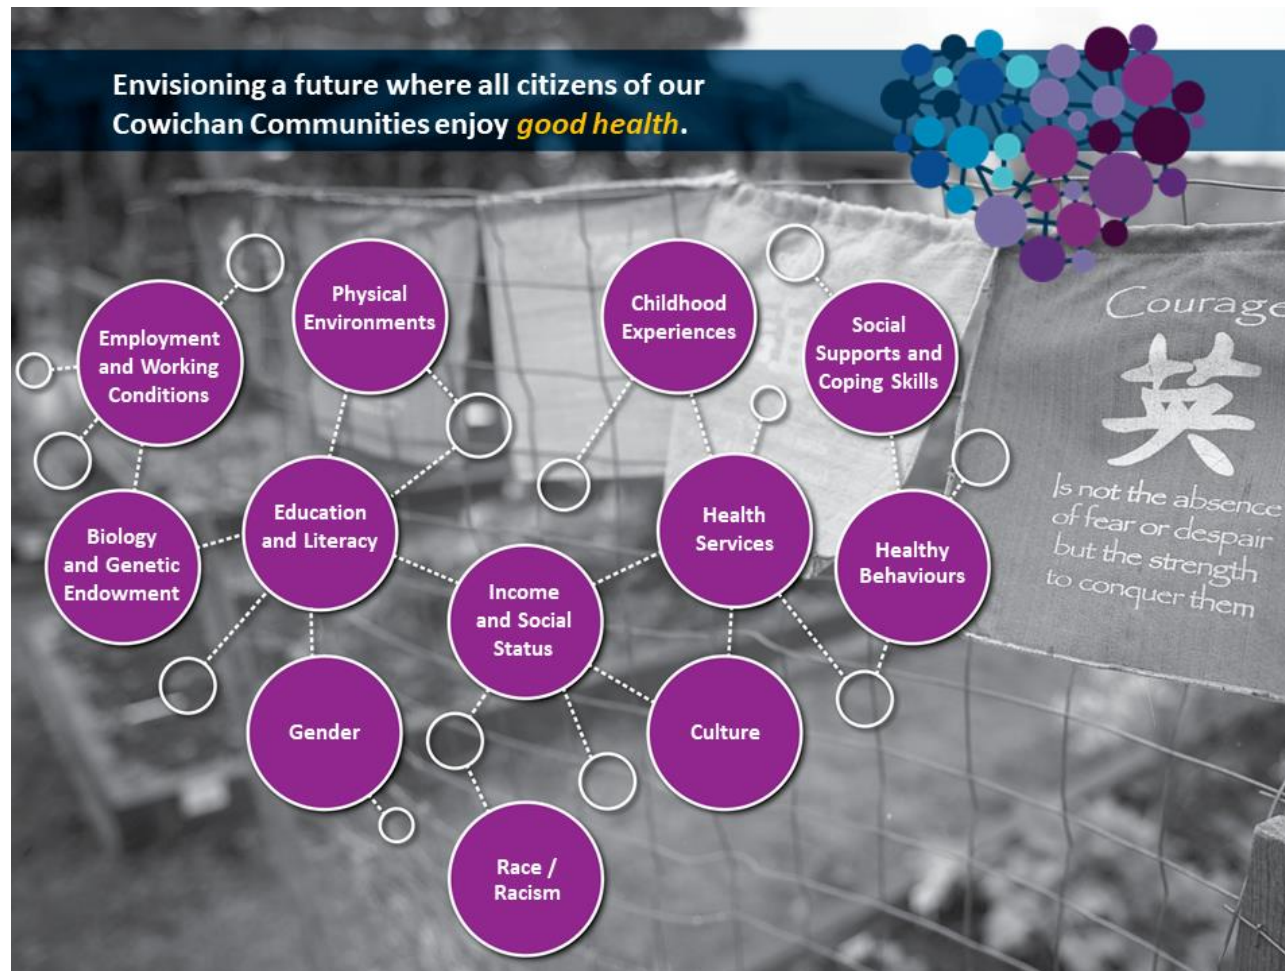 Envisioning a future where all citizens of our
Cowichan Communities enjoy good health.
Employment
and Working
Conditions
Physical
Environments
Childhood
Experiences
Social
Supports and
Coping Skills
Biology
and Genetic
Endowment
Education
and Literacy
Income
and Social
Status
Health
Services
Healthy
Behaviours
Gender
Culture
Race /
Racism
Courage
英
Is not the absence
of fear or despair
but the strength
to conquer them